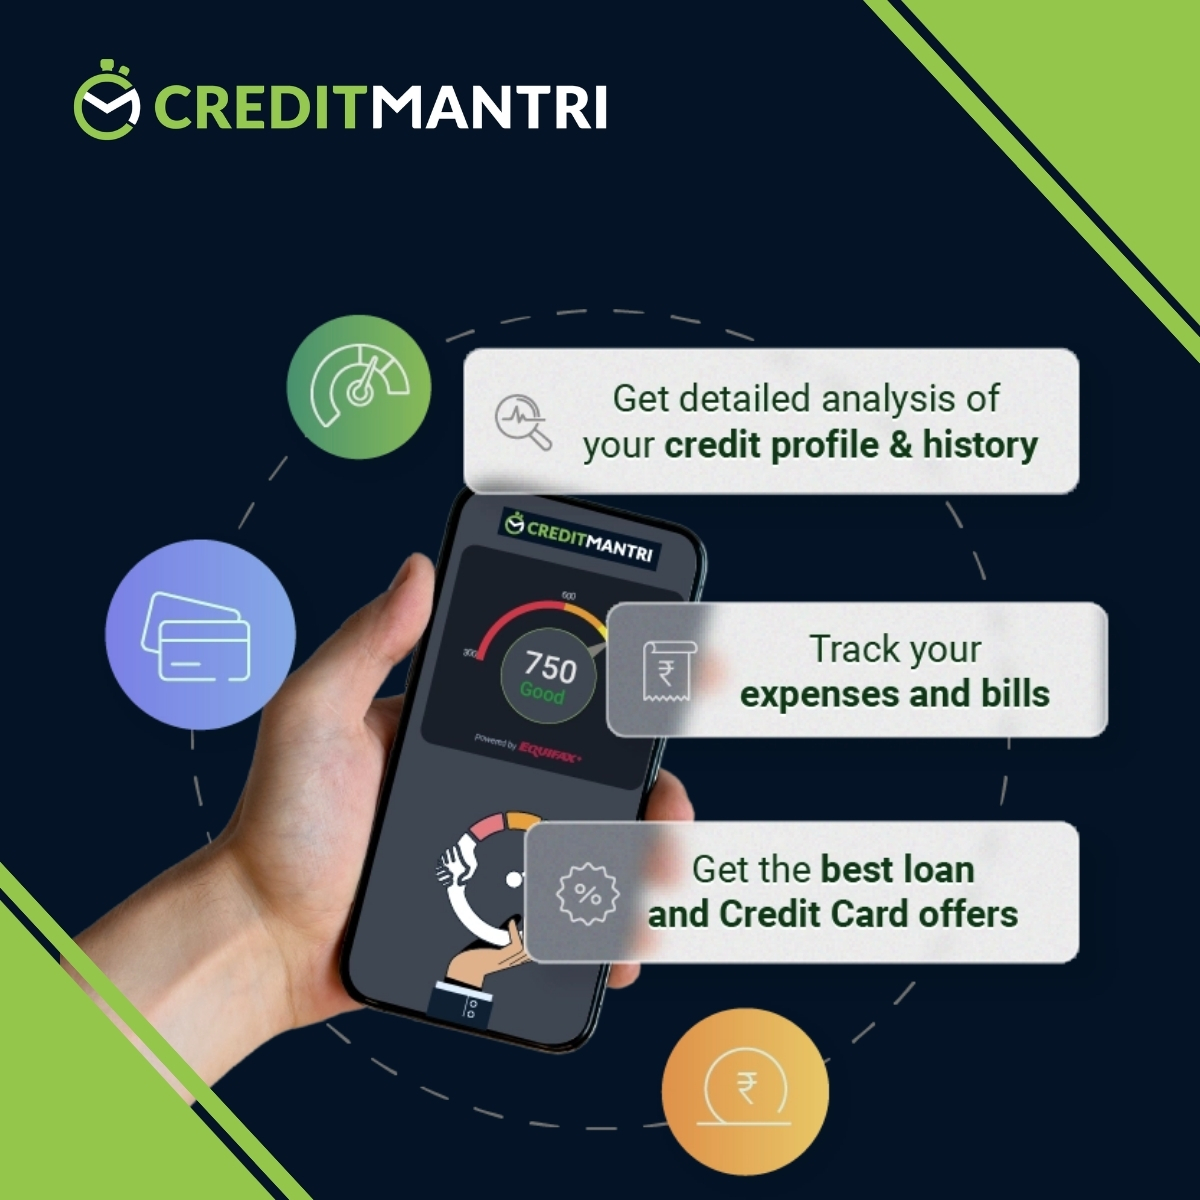 CREDITMANTRI
Get detailed analysis of
your credit profile & history
CREDITMANTRI
600
300
750
Good
powered by EQUIFAX
Track your
₹
expenses and bills
Get the best loan
%
and Credit Card offers
₹